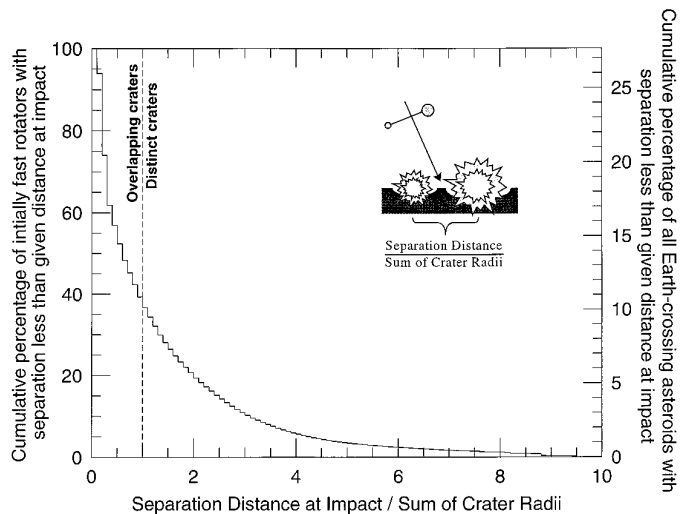 Cumulative percentage of intially fast rotators with
separation less than given distance at impact
100
80
60
40
20
0
Overlapping craters
Distinct craters
Separation Distance
Sum of Crater Radii
25
20
15
10
5
0
Cumulative percentage of all Earth-crossing asteroids with
separation less than given distance at impact
0 2 4 6 8 10
Separation Distance at Impact / Sum of Crater Radii